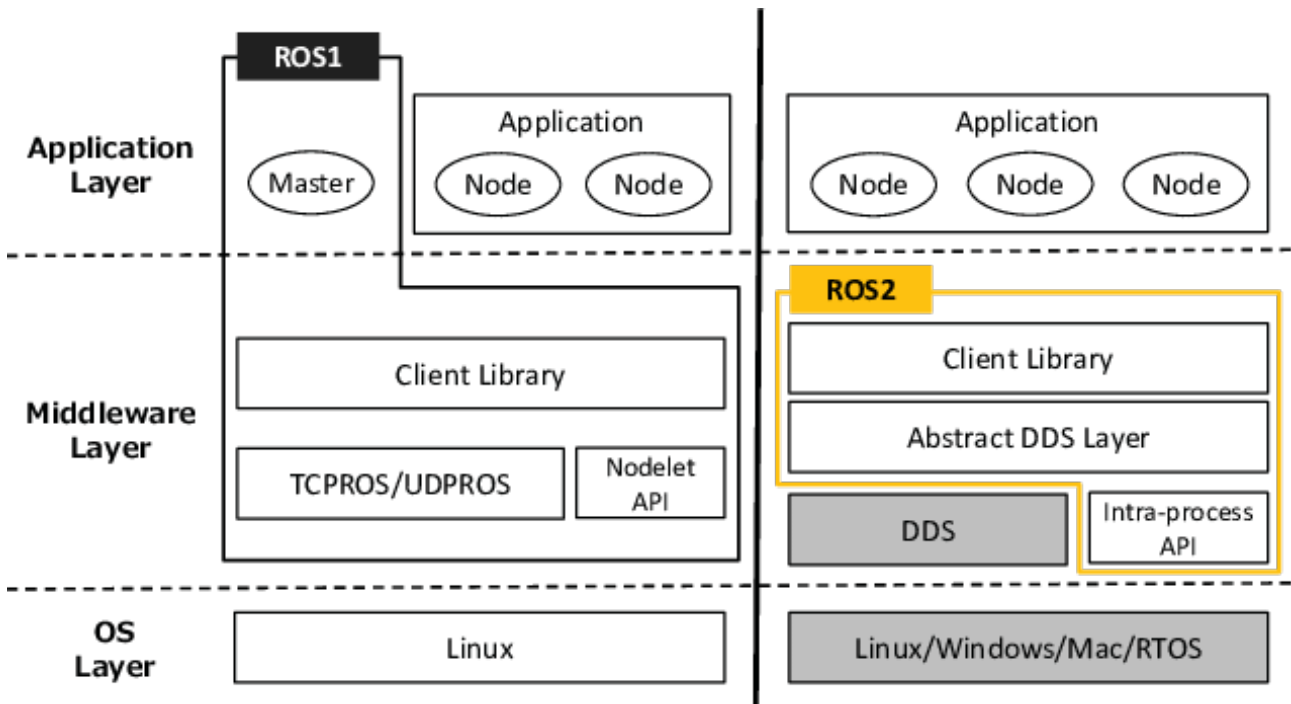 ROS1
Application
Layer
Master
Application
Node
Node
Application
Node
Node
Node
Middleware
Layer
Client Library
TCPROS/UDPROS
Nodelet
API
ROS2
Client Library
Abstract DDS Layer
DDS
Intra-process
API
OS
Layer
Linux
Linux/Windows/Mac/RTOS